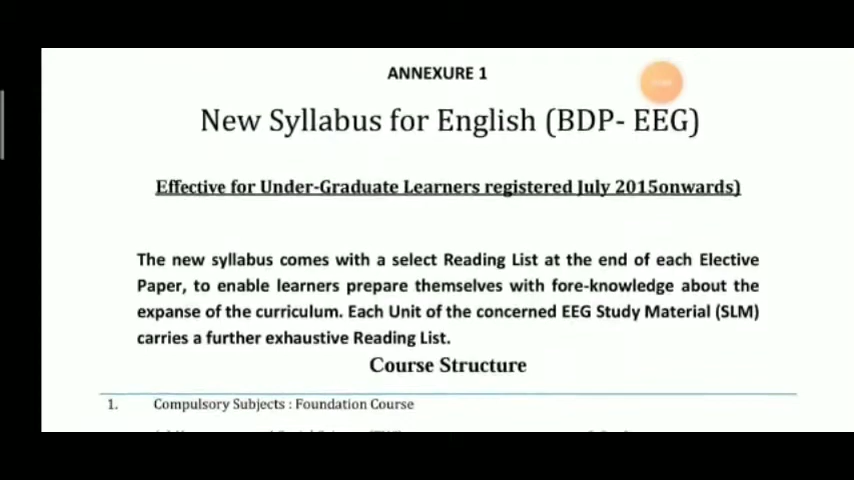 ANNEXURE 1
New Syllabus for English (BDP- EEG)
Effective for Under-Graduate Learners registered July 2015onwards)
The new syllabus comes with a select Reading List at the end of each Elective
Paper, to enable learners prepare themselves with fore-knowledge about the
expanse of the curriculum. Each Unit of the concerned EEG Study Material (SLM)
carries a further exhaustive Reading List.
Course Structure
1. Compulsory Subjects : Foundation Course